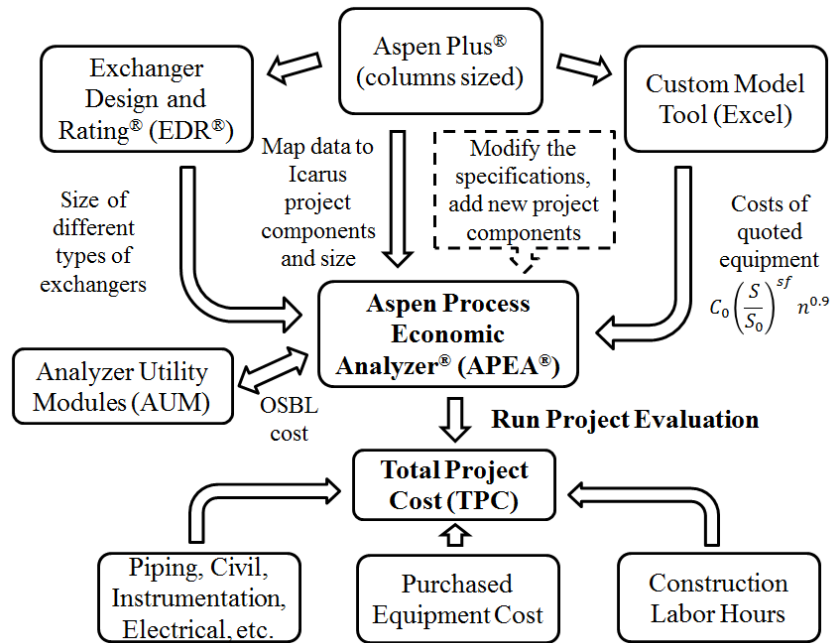 Aspen Plus®
(columns sized)
Exchanger
Design and
Rating® (EDR®)
Custom Model
Tool (Excel)
Map data to
Icarus
project
components
and size
Modify the
specifications,
add new project
components
Size of
different
types of
exchangers
Costs of
quoted
equipment
C₀(S/S₀)^sf n^0.9
Aspen Process
Economic
Analyzer® (APEA®)
Analyzer Utility
Modules (AUM)
OSBL
cost
Run Project Evaluation
Total Project
Cost (TPC)
Piping, Civil,
Instrumentation,
Electrical, etc.
Purchased
Equipment Cost
Construction
Labor Hours